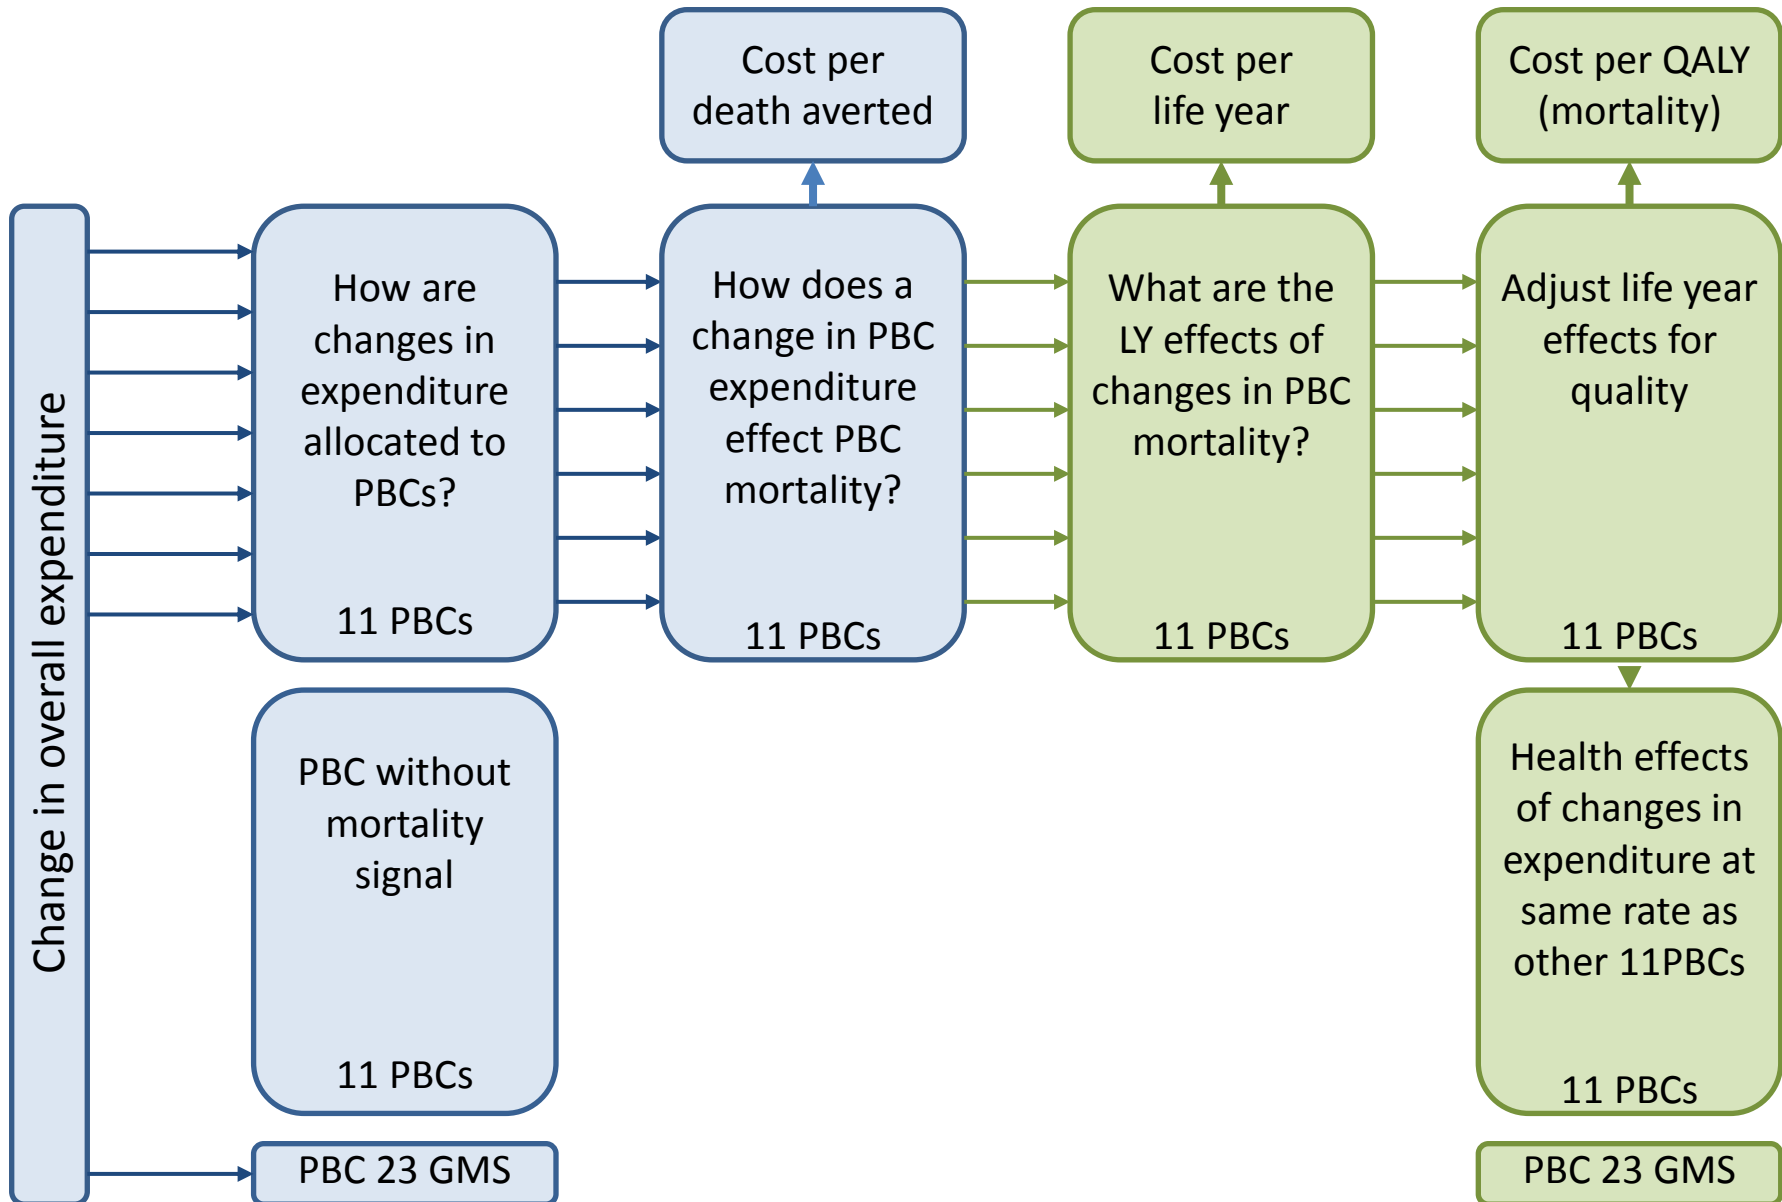 Cost per
death averted
Cost per
life year
Cost per QALY
(mortality)
Change in overall expenditure
How are
changes in
expenditure
allocated to
PBCs?
11 PBCs
How does a
change in PBC
expenditure
effect PBC
mortality?
11 PBCs
What are the
LY effects of
changes in PBC
mortality?
11 PBCs
Adjust life year
effects for
quality
11 PBCs
PBC without
mortality
signal
11 PBCs
Health effects
of changes in
expenditure at
same rate as
other 11PBCs
11 PBCs
PBC 23 GMS
PBC 23 GMS